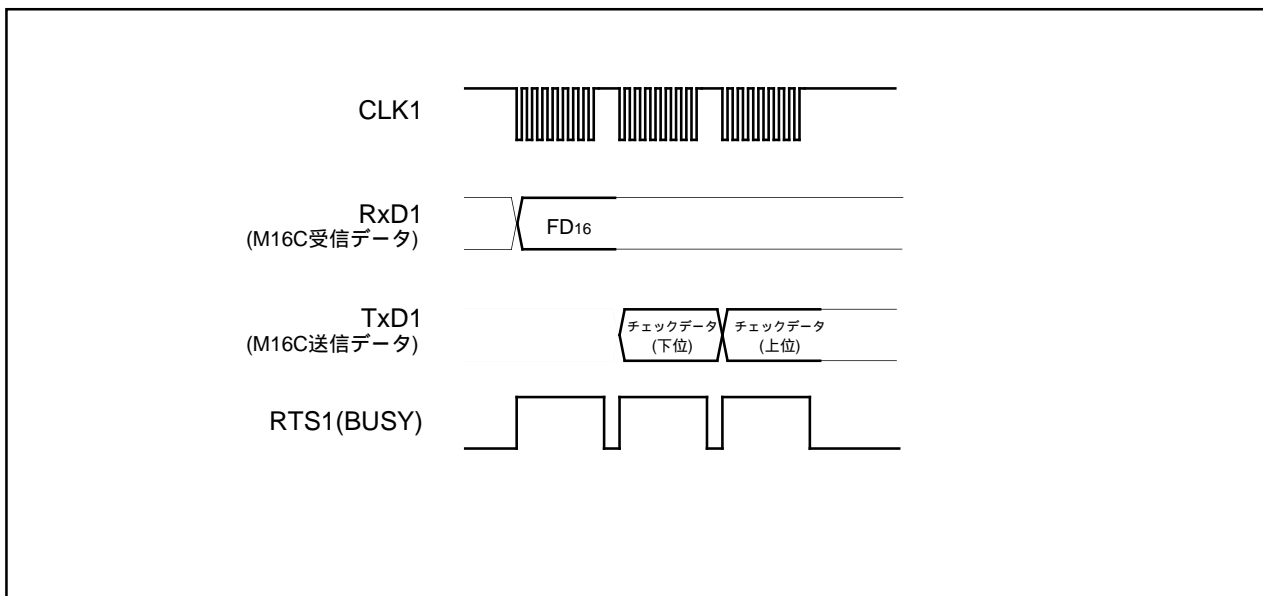 CLK1
RxD1
(M16C受信データ)
FD16
TxD1
(M16C送信データ)
チェックデータ
(下位)
チェックデータ
(上位)
RTS1(BUSY)